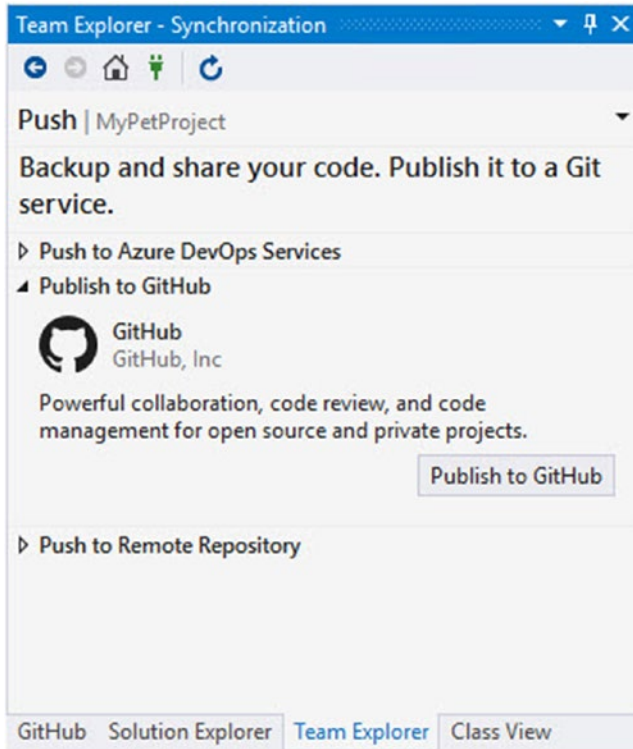 Team Explorer - Synchronization
Push | MyPetProject
Backup and share your code. Publish it to a Git
service.
Push to Azure DevOps Services
Publish to GitHub
GitHub
GitHub, Inc
Powerful collaboration, code review, and code
management for open source and private projects.
Publish to GitHub
Push to Remote Repository
GitHub Solution Explorer Team Explorer Class View